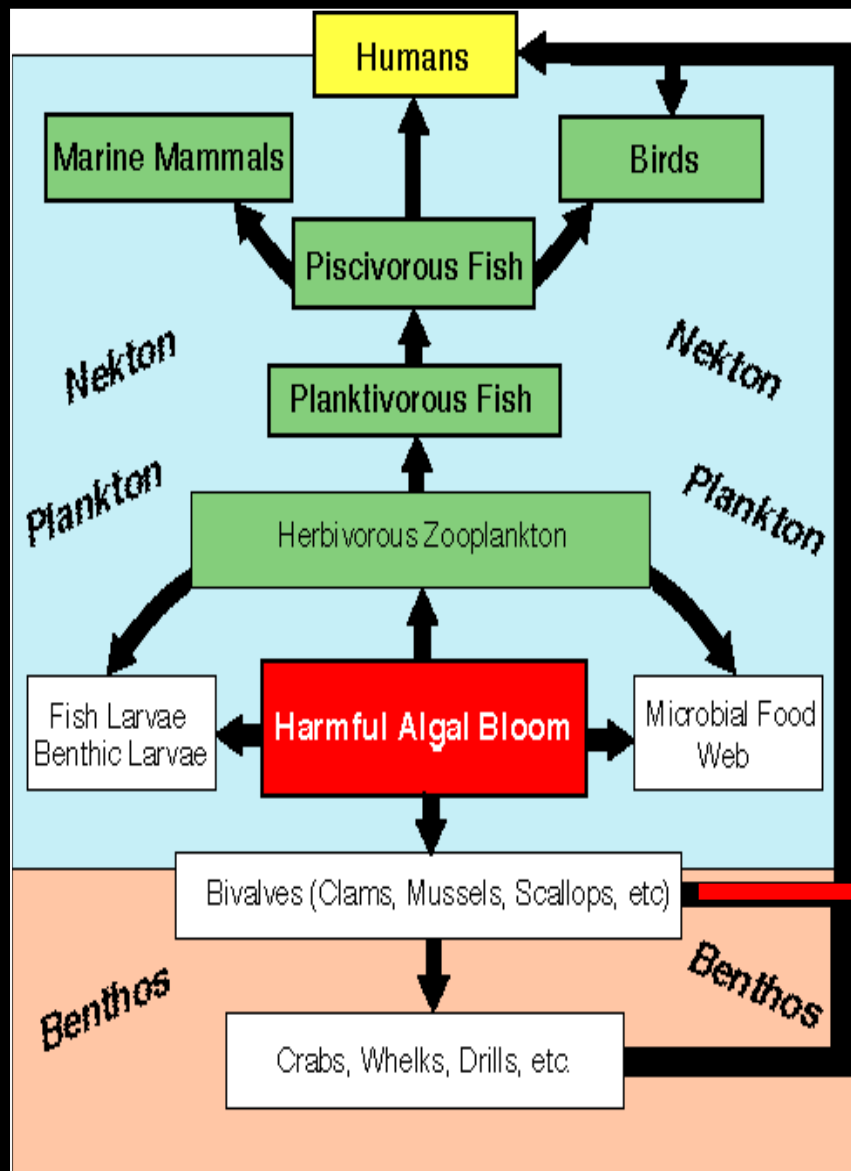 Humans
Marine Mammals
Birds
Piscivorous Fish
Nekton
Nekton
Planktivorous Fish
Plankton
Plankton
Herbivorous Zooplankton
Fish Larvae
Benthic Larvae
Harmful Algal Bloom
Microbial Food
Web
Bivalves (Clams, Mussels, Scallops, etc)
Benthos
Benthos
Crabs, Whelks, Drills, etc.